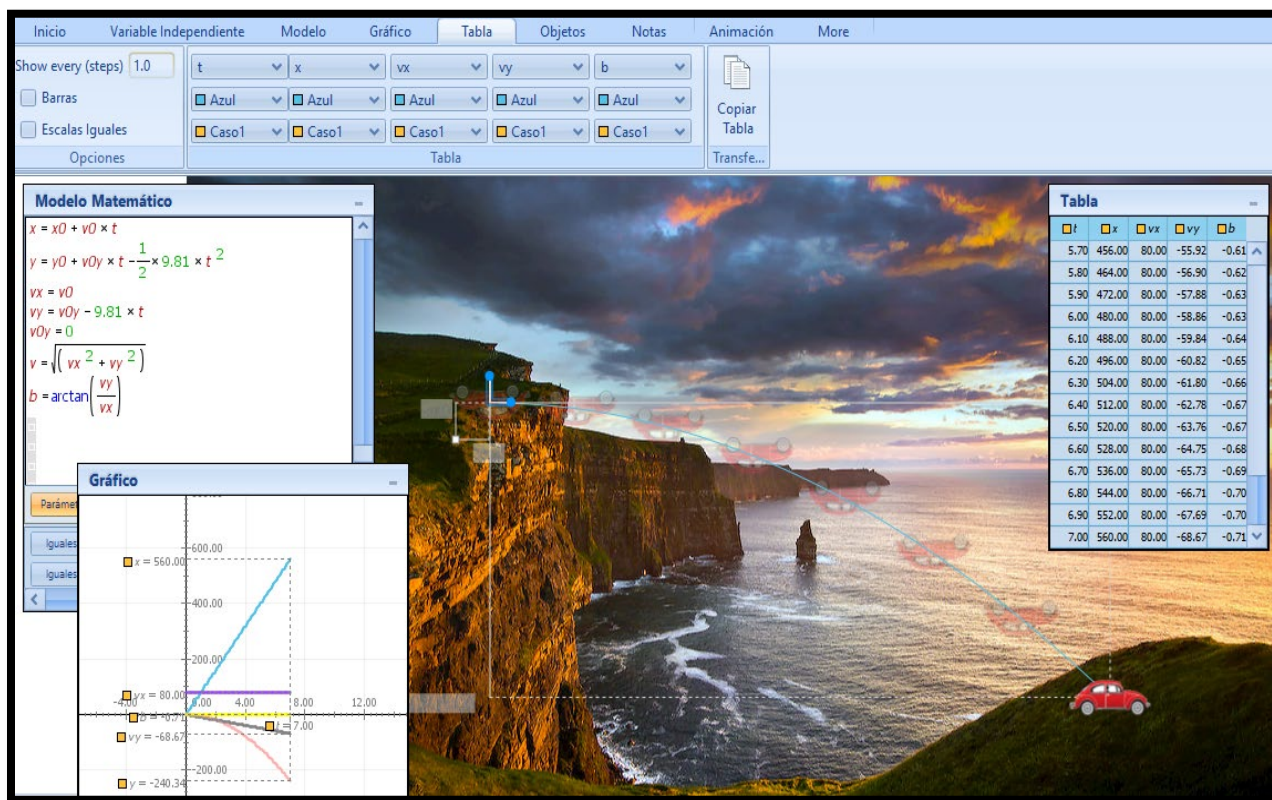 Inicio Variable Independiente Modelo Gráfico Tabla Objetos Notas Animación More
Show every (steps) 1.0
t x vx vy b
Barras
Azul Azul Azul Azul Azul
Escalas Iguales
Caso1 Caso1 Caso1 Caso1 Caso1
Copiar
Tabla
Opciones Tabla Transfe...
Modelo Matemático
x = x0 + v0 × t
y = y0 + v0y × t - 1/2 × 9.81 × t 2
vx = v0
vy = v0y - 9.81 × t
v0y = 0
v = √( vx 2 + vy 2 )
b = arctan( vy / vx )
Parámet
Iguales
Iguales
Gráfico
600.00
x = 560.00
400.00
200.00
vx = 80.00
-4.00 0.00 4.00 8.00 12.00
b = -0.71
t = 7.00
vy = -68.67
-200.00
y = -240.34
Tabla
t x vx vy b
5.70 456.00 80.00 -55.92 -0.61
5.80 464.00 80.00 -56.90 -0.62
5.90 472.00 80.00 -57.88 -0.63
6.00 480.00 80.00 -58.86 -0.63
6.10 488.00 80.00 -59.84 -0.64
6.20 496.00 80.00 -60.82 -0.65
6.30 504.00 80.00 -61.80 -0.66
6.40 512.00 80.00 -62.78 -0.67
6.50 520.00 80.00 -63.76 -0.67
6.60 528.00 80.00 -64.75 -0.68
6.70 536.00 80.00 -65.73 -0.69
6.80 544.00 80.00 -66.71 -0.70
6.90 552.00 80.00 -67.69 -0.70
7.00 560.00 80.00 -68.67 -0.71